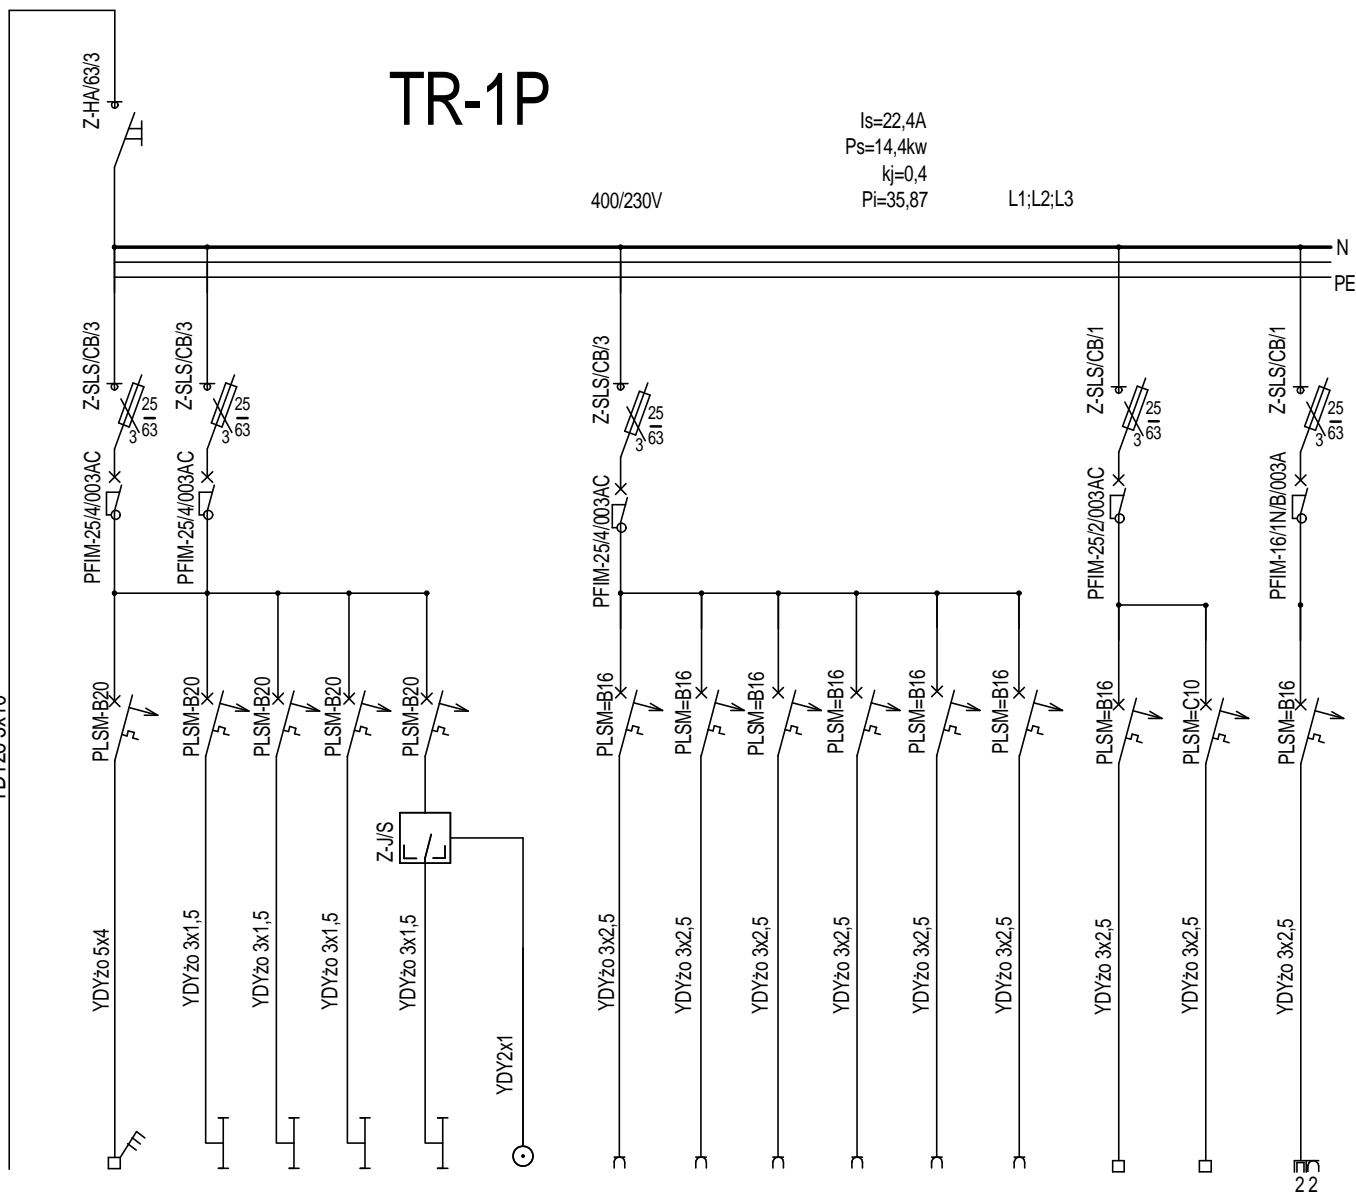 TR-1P
Z-HA/63/3
Is=22,4A
Ps=14,4kw
kj=0,4
Pi=35,87
400/230V
L1;L2;L3
N
PE
Z-SLS/CB/3
Z-SLS/CB/3
Z-SLS/CB/3
Z-SLS/CB/1
Z-SLS/CB/1
25
63
3
25
63
3
25
63
3
25
63
3
25
63
3
PFIM-25/4/003AC
PFIM-25/4/003AC
PFIM-25/4/003AC
PFIM-25/2/003AC
PFIM-16/1N/B/003A
PLSM-B20
PLSM-B20
PLSM-B20
PLSM-B20
PLSM-B20
PLSM=B16
PLSM=B16
PLSM=B16
PLSM=B16
PLSM=B16
PLSM=B16
PLSM=B16
PLSM=C10
PLSM=B16
Z-J/S
YDYżo 5x4
YDYżo 3x1,5
YDYżo 3x1,5
YDYżo 3x1,5
YDYżo 3x1,5
YDY2x1
YDYżo 3x2,5
YDYżo 3x2,5
YDYżo 3x2,5
YDYżo 3x2,5
YDYżo 3x2,5
YDYżo 3x2,5
YDYżo 3x2,5
YDYżo 3x2,5
YDYżo 3x2,5
2 2